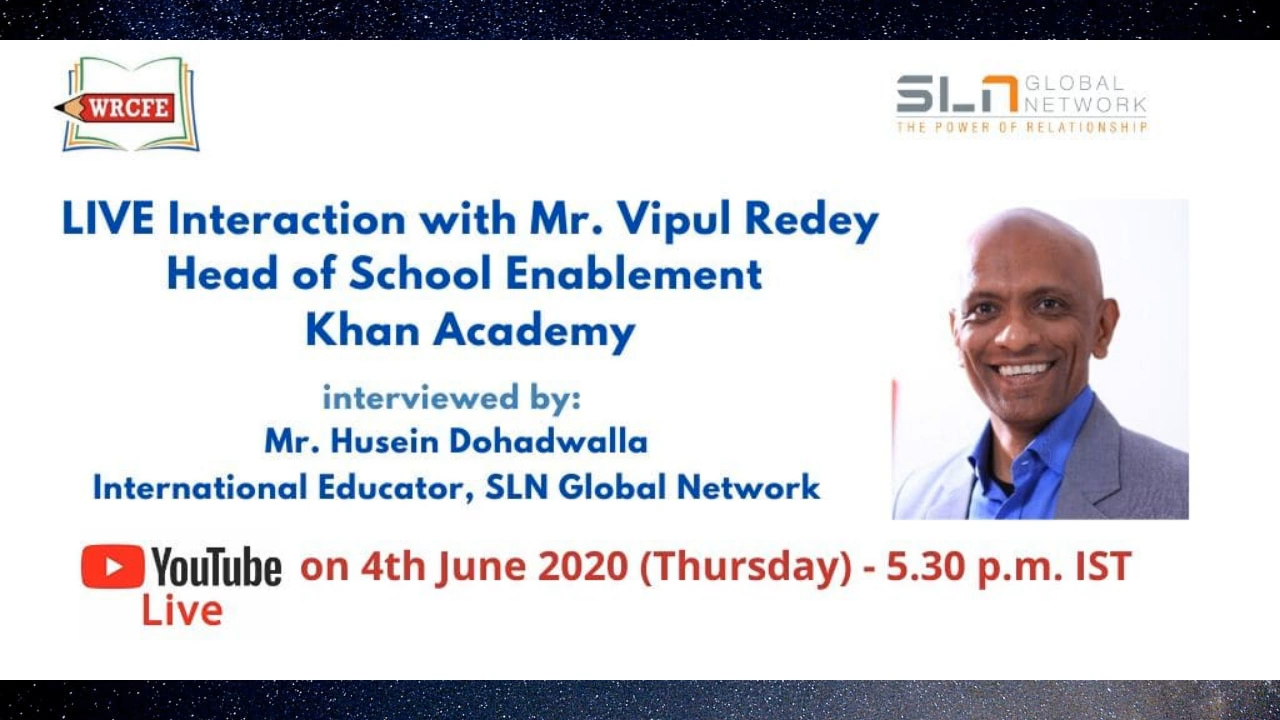 WRCFE
SLN GLOBAL NETWORK
THE POWER OF RELATIONSHIP
LIVE Interaction with Mr. Vipul Redey
Head of School Enablement
Khan Academy
interviewed by:
Mr. Husein Dohadwalla
International Educator, SLN Global Network
YouTube on 4th June 2020 (Thursday) - 5.30 p.m. IST
Live